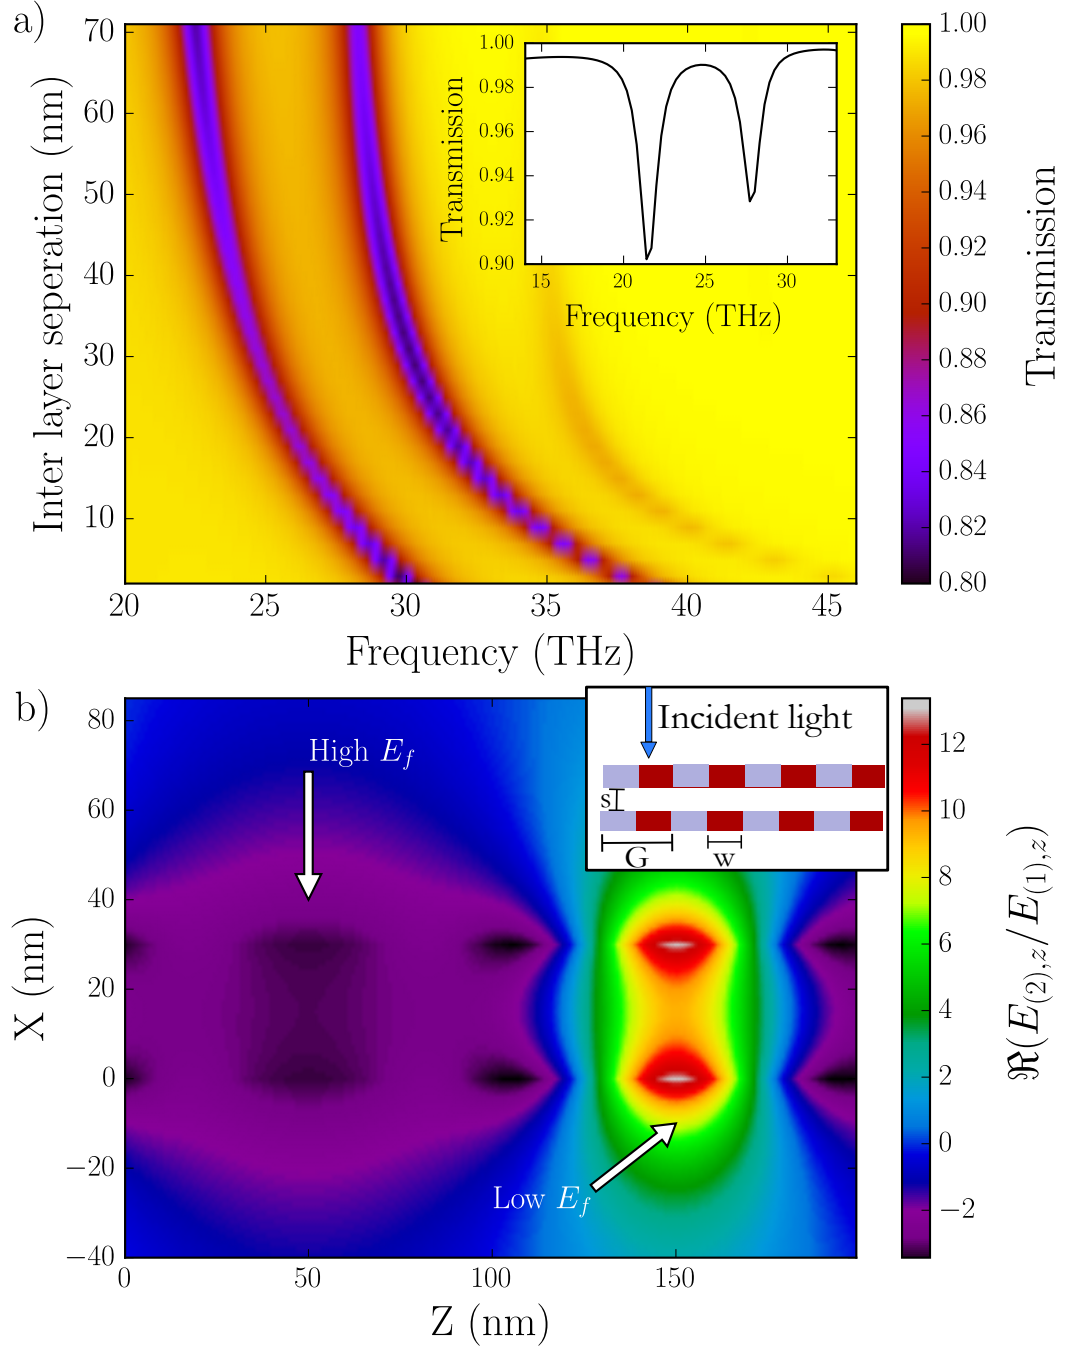 a)
70
60
50
40
30
20
10
Inter layer seperation (nm)
20 25 30 35 40 45
Frequency (THz)
1.00
0.98
0.96
0.94
0.92
0.90
Transmission
15 20 25 30
Frequency (THz)
1.00
0.98
0.96
0.94
0.92
0.90
0.88
0.86
0.84
0.82
0.80
Transmission
b)
80
60
40
20
0
−20
−40
X (nm)
0 50 100 150
Z (nm)
High E_f
Low E_f
Incident light
s
G w
12
10
8
6
4
2
0
−2
ℜ(E_{(2),z}/E_{(1),z})